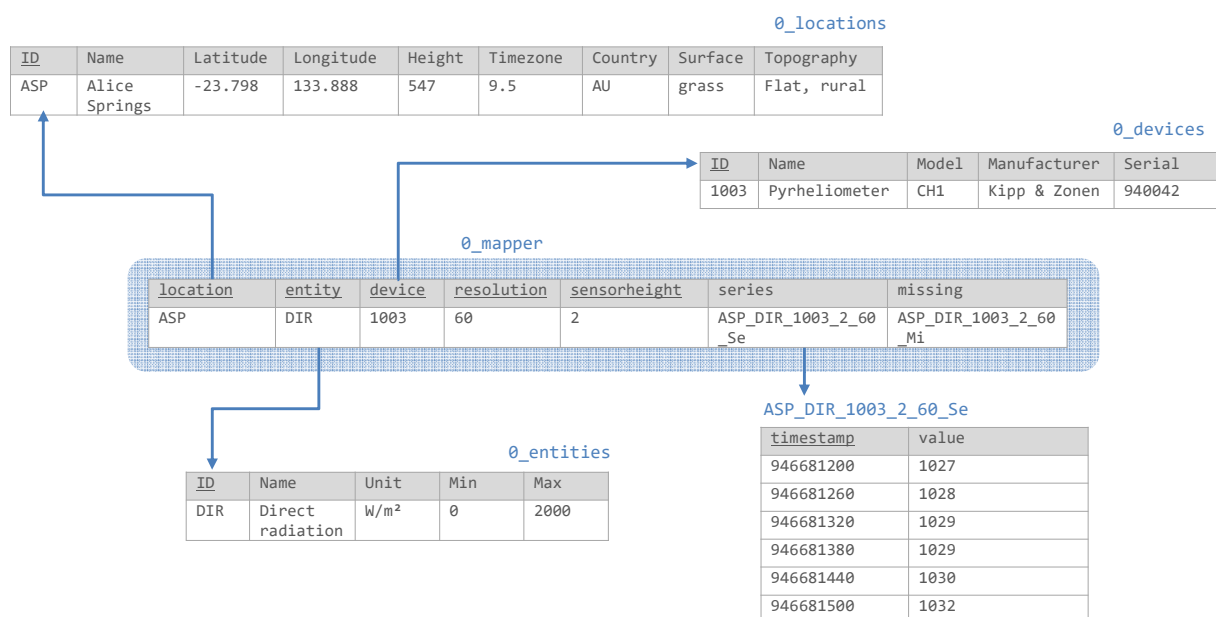 0_locations
ID Name Latitude Longitude Height Timezone Country Surface Topography
ASP Alice -23.798 133.888 547 9.5 AU grass Flat, rural
Springs
0_devices
ID Name Model Manufacturer Serial
1003 Pyrheliometer CH1 Kipp & Zonen 940042
0_mapper
location entity device resolution sensorheight series missing
ASP DIR 1003 60 2 ASP_DIR_1003_2_60 ASP_DIR_1003_2_60
_Se _Mi
ASP_DIR_1003_2_60_Se
timestamp value
946681200 1027
946681260 1028
946681320 1029
946681380 1029
946681440 1030
946681500 1032
0_entities
ID Name Unit Min Max
DIR Direct W/m² 0 2000
radiation